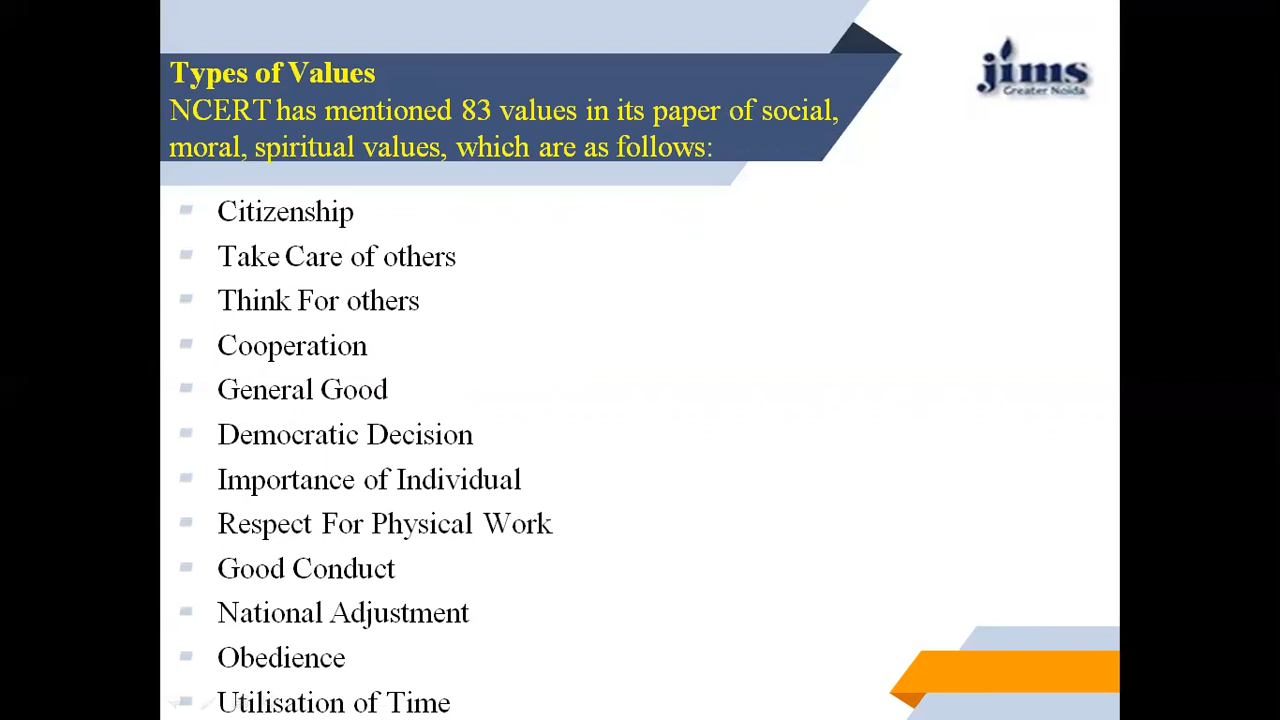 Types of Values
NCERT has mentioned 83 values in its paper of social,
moral, spiritual values, which are as follows:
jims
Greater Noida
Citizenship
Take Care of others
Think For others
Cooperation
General Good
Democratic Decision
Importance of Individual
Respect For Physical Work
Good Conduct
National Adjustment
Obedience
Utilisation of Time